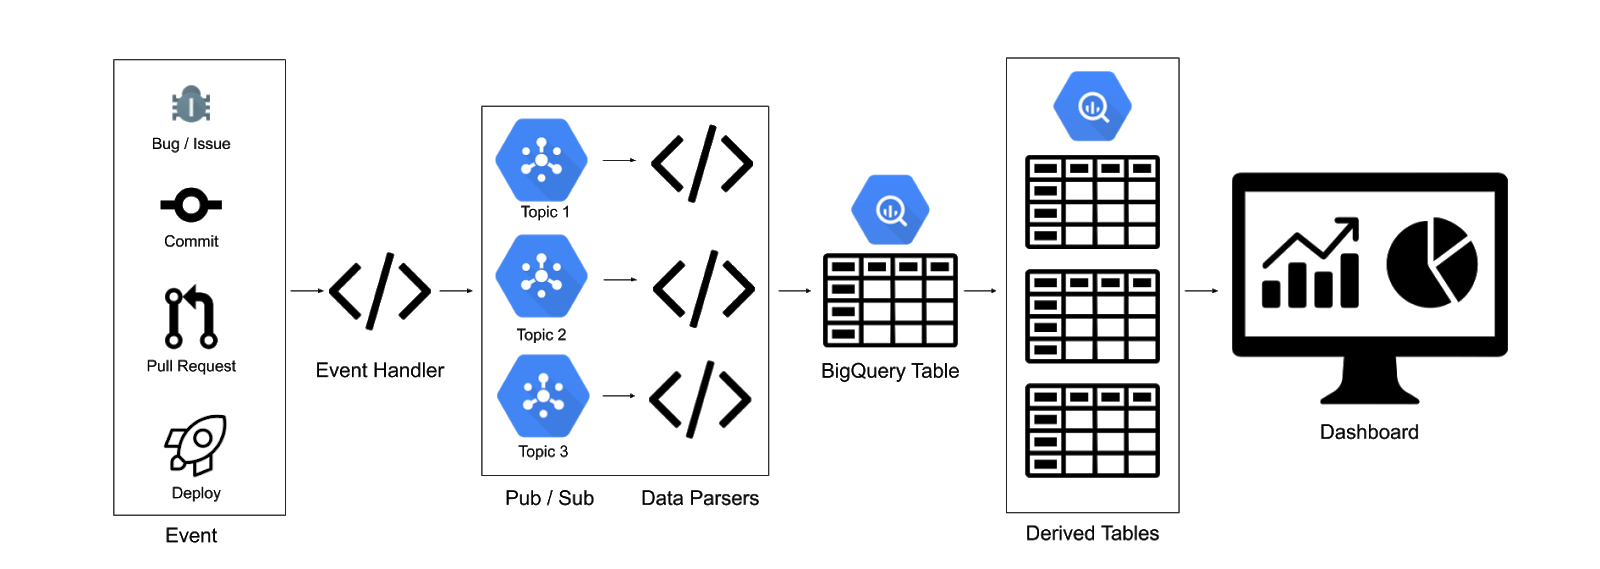 Bug / Issue
Commit
Pull Request
Deploy
Event
Event Handler
Topic 1
Topic 2
Topic 3
Pub / Sub
Data Parsers
BigQuery Table
Derived Tables
Dashboard